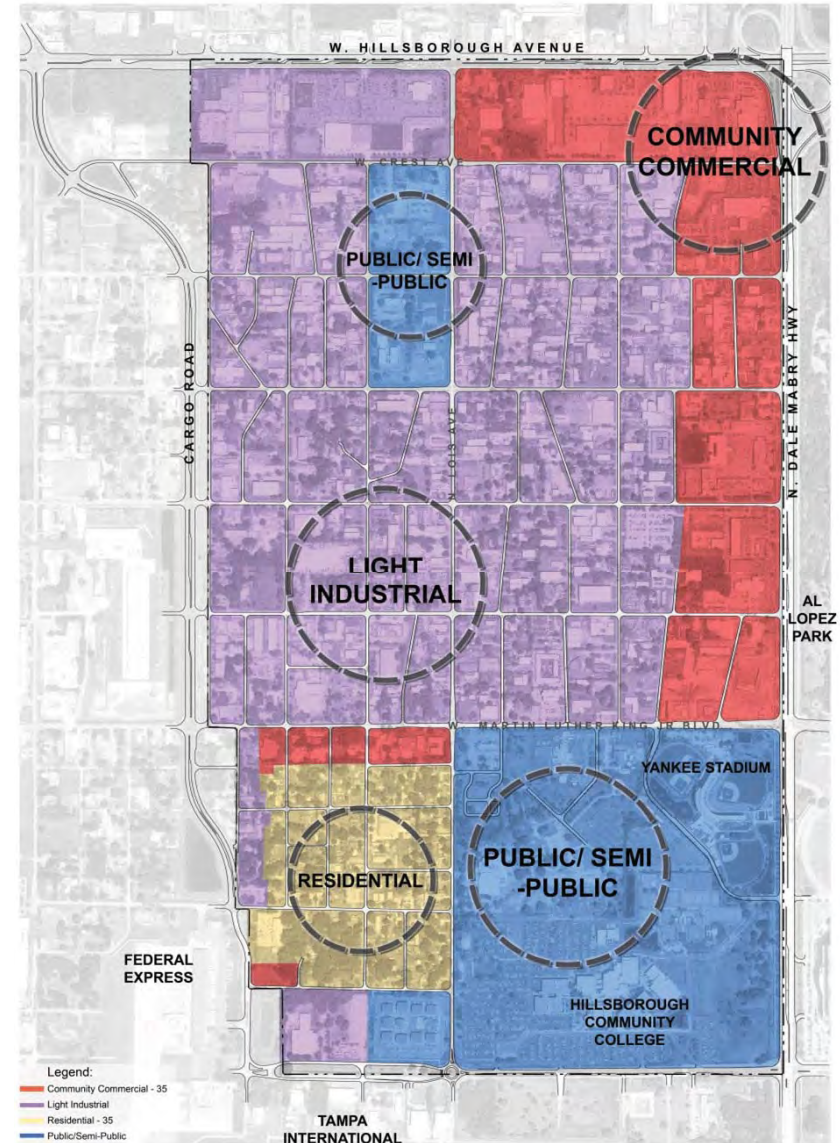 W. HILLSBOROUGH AVENUE
COMMUNITY
COMMERCIAL
W. CREST AVE
PUBLIC/ SEMI
-PUBLIC
CARGO ROAD
N. LOIS AVE
N. DALE MABRY HWY
LIGHT
INDUSTRIAL
AL
LOPEZ
PARK
W. MARTIN LUTHER KING JR BLVD
YANKEE STADIUM
PUBLIC/ SEMI
-PUBLIC
RESIDENTIAL
FEDERAL
EXPRESS
HILLSBOROUGH
COMMUNITY
COLLEGE
Legend:
Community Commercial - 35
Light Industrial
Residential - 35
Public/Semi-Public
TAMPA
INTERNATIONAL